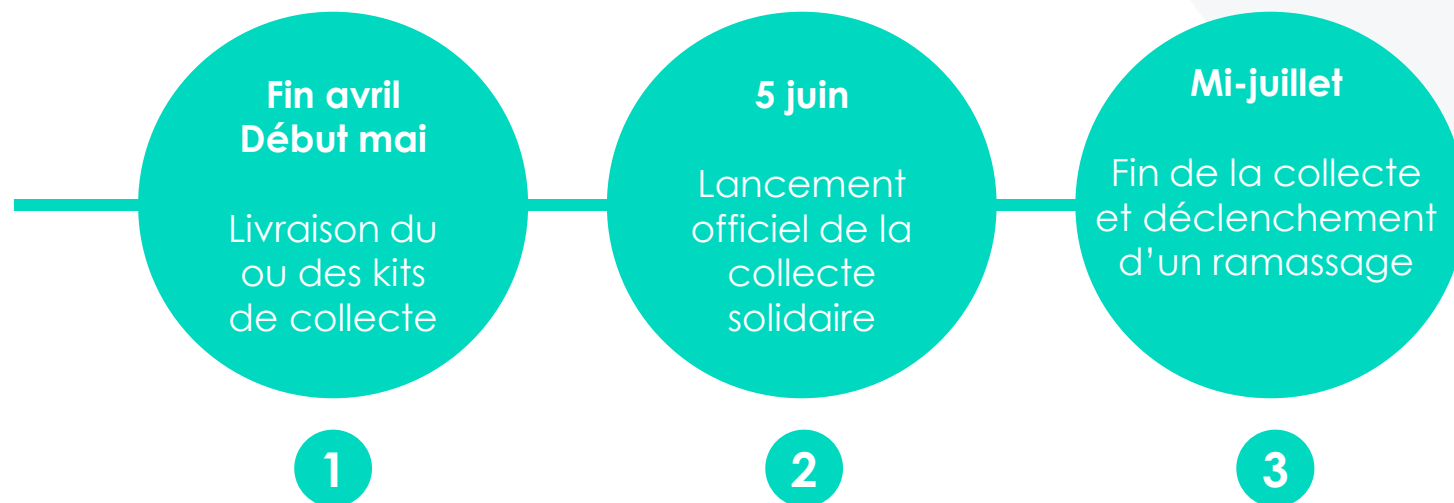 Fin avril
Début mai
Livraison du
ou des kits
de collecte
1
5 juin
Lancement
officiel de la
collecte
solidaire
2
Mi-juillet
Fin de la collecte
et déclenchement
d’un ramassage
3